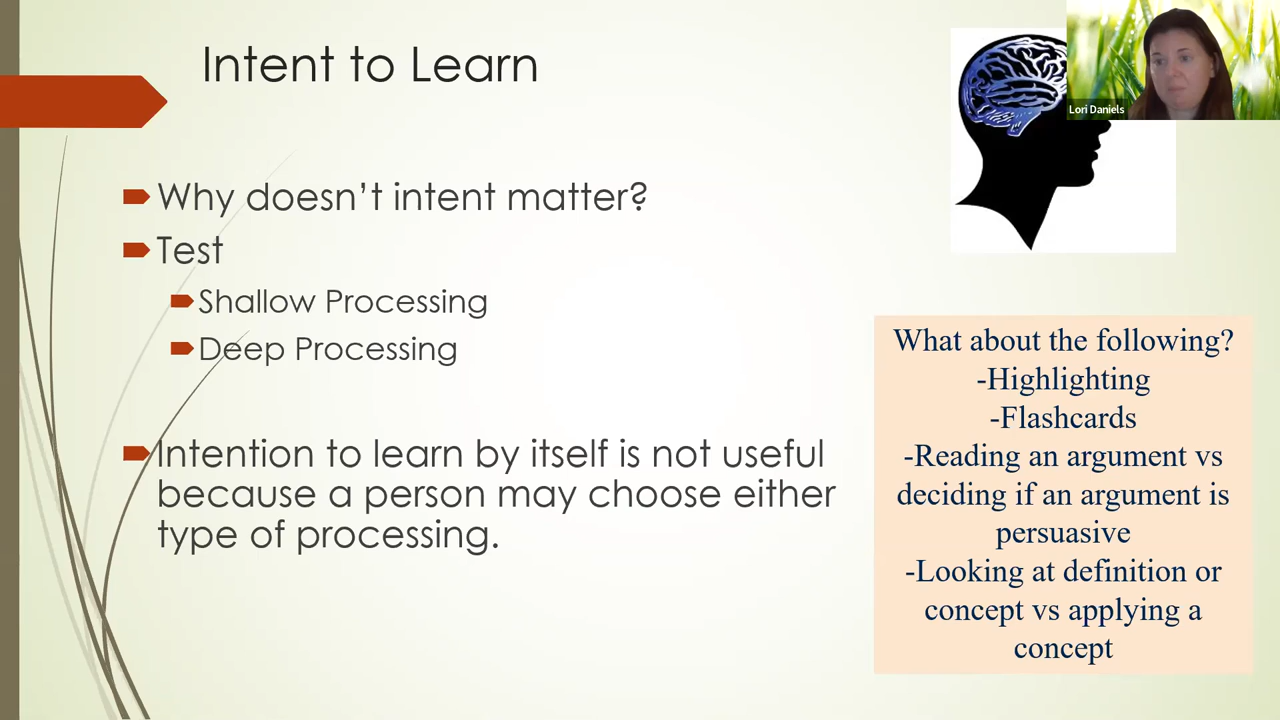 Intent to Learn
Lori Daniels
Why doesn't intent matter?
Test
Shallow Processing
Deep Processing
Intention to learn by itself is not useful
because a person may choose either
type of processing.
What about the following?
-Highlighting
-Flashcards
-Reading an argument vs
deciding if an argument is
persuasive
-Looking at definition or
concept vs applying a
concept